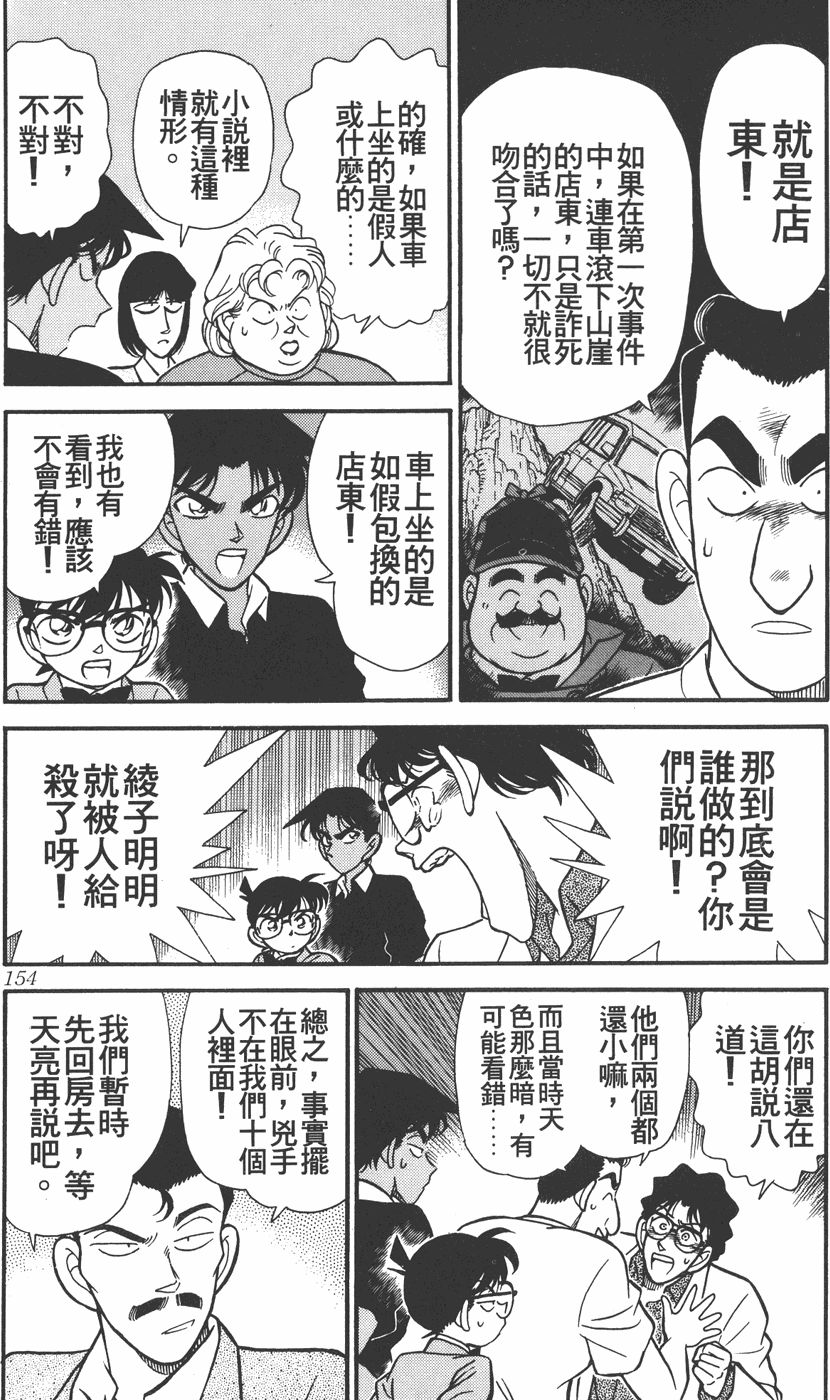 就是店
東！
如果在第一次事件
中，連車滾下山崖
的店東，只是詐死
的話，一切不就很
吻合了嗎？
的確，如果車
上坐的是假人
或什麼的……
小說裡
就有這種
情形。
不對，
不對！
車上坐的是
如假包換的
店東！
我也有
看到，應該
不會有錯！
那到底會是
誰做的？你
們說啊！
綾子明明
就被人給
殺了呀！
154
你們還在
這胡說八
道！
他們兩個都
還小嘛，
而且當時天
色那麼暗，有
可能看錯……
總之，事實擺
在眼前，兇手
不在我們十個
人裡面！
我們暫時
先回房去，等
天亮再說吧。